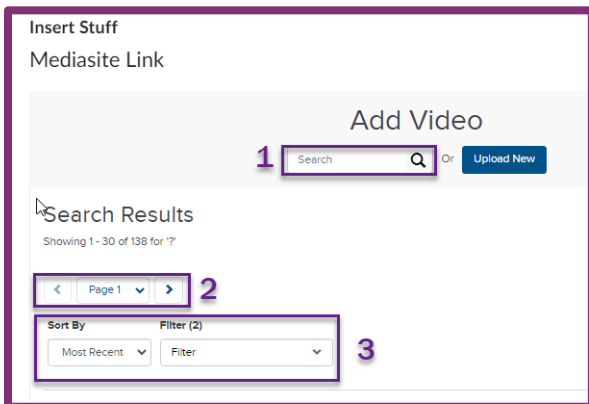 Insert Stuff
Mediasite Link
Add Video
1 Search Or Upload New
Search Results
Showing 1 - 30 of 138 for '?'
< Page 1 > 2
Sort By Filter (2)
Most Recent Filter 3